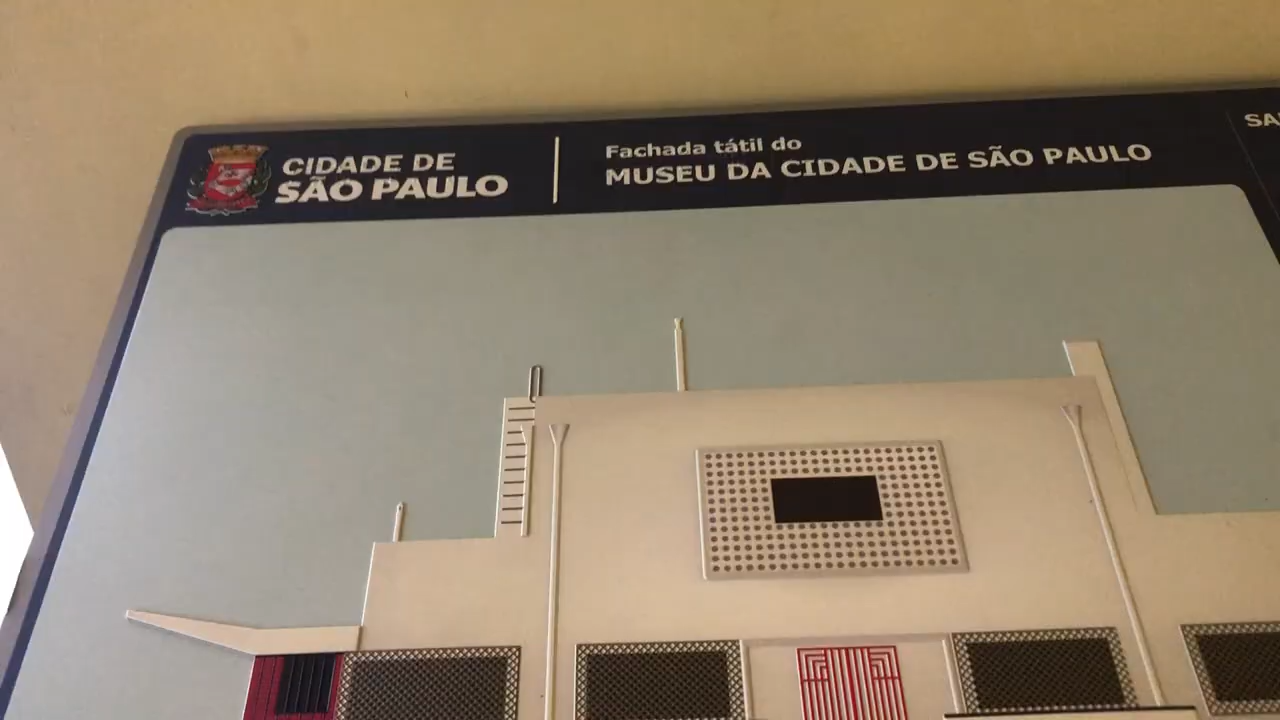 CIDADE DE
SÃO PAULO
Fachada tátil do
MUSEU DA CIDADE DE SÃO PAULO